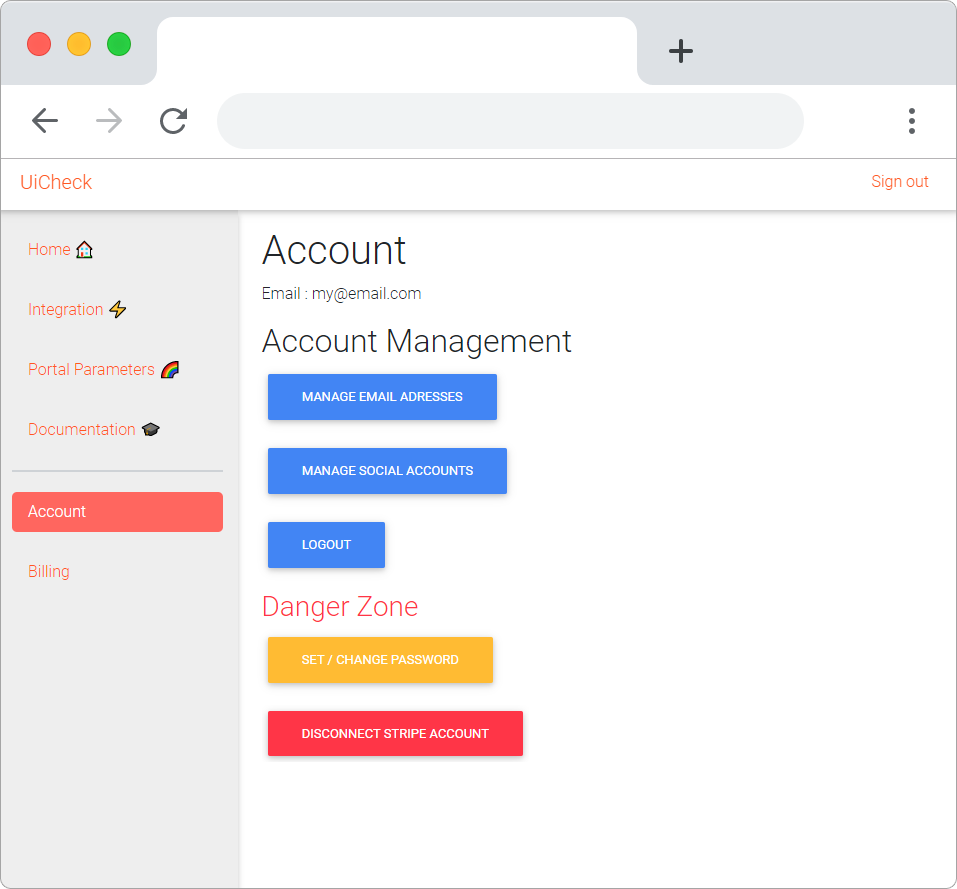 UiCheck
Sign out
Home 🏠
Integration ⚡
Portal Parameters 🌈
Documentation 🎓
Account
Billing
Account
Email : my@email.com
Account Management
MANAGE EMAIL ADRESSES
MANAGE SOCIAL ACCOUNTS
LOGOUT
Danger Zone
SET / CHANGE PASSWORD
DISCONNECT STRIPE ACCOUNT